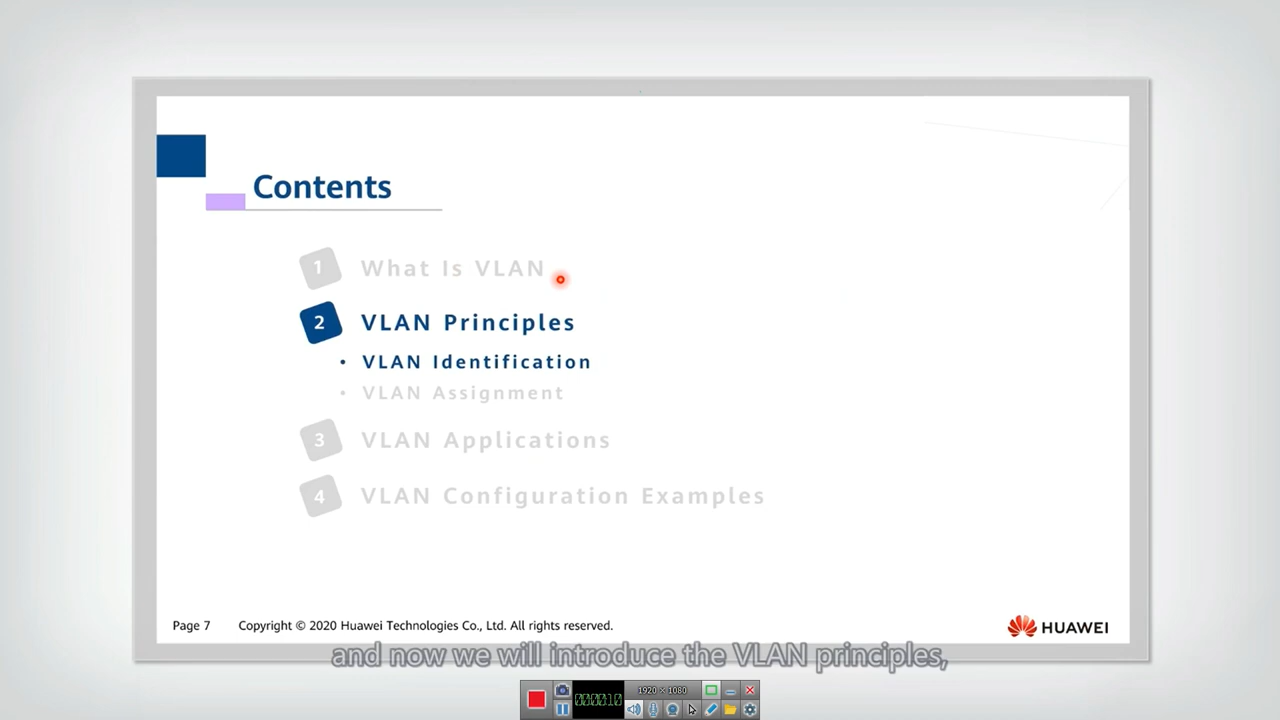 Contents
1 What Is VLAN
2 VLAN Principles
• VLAN Identification
• VLAN Assignment
3 VLAN Applications
4 VLAN Configuration Examples
Page 7 Copyright © 2020 Huawei Technologies Co., Ltd. All rights reserved.
HUAWEI
and now we will introduce the VLAN principles,
1920 × 1080
000010